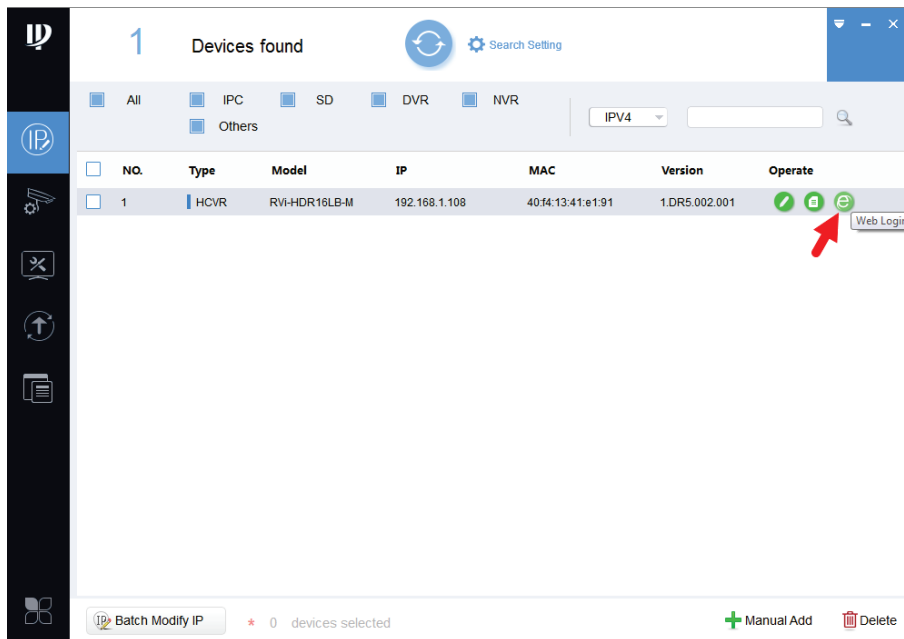 1 Devices found Search Setting
All IPC SD DVR NVR
Others
IPV4
NO. Type Model IP MAC Version Operate
1 HCVR RVi-HDR16LB-M 192.168.1.108 40:f4:13:41:e1:91 1.DR5.002.001
Web Login
Batch Modify IP * 0 devices selected Manual Add Delete